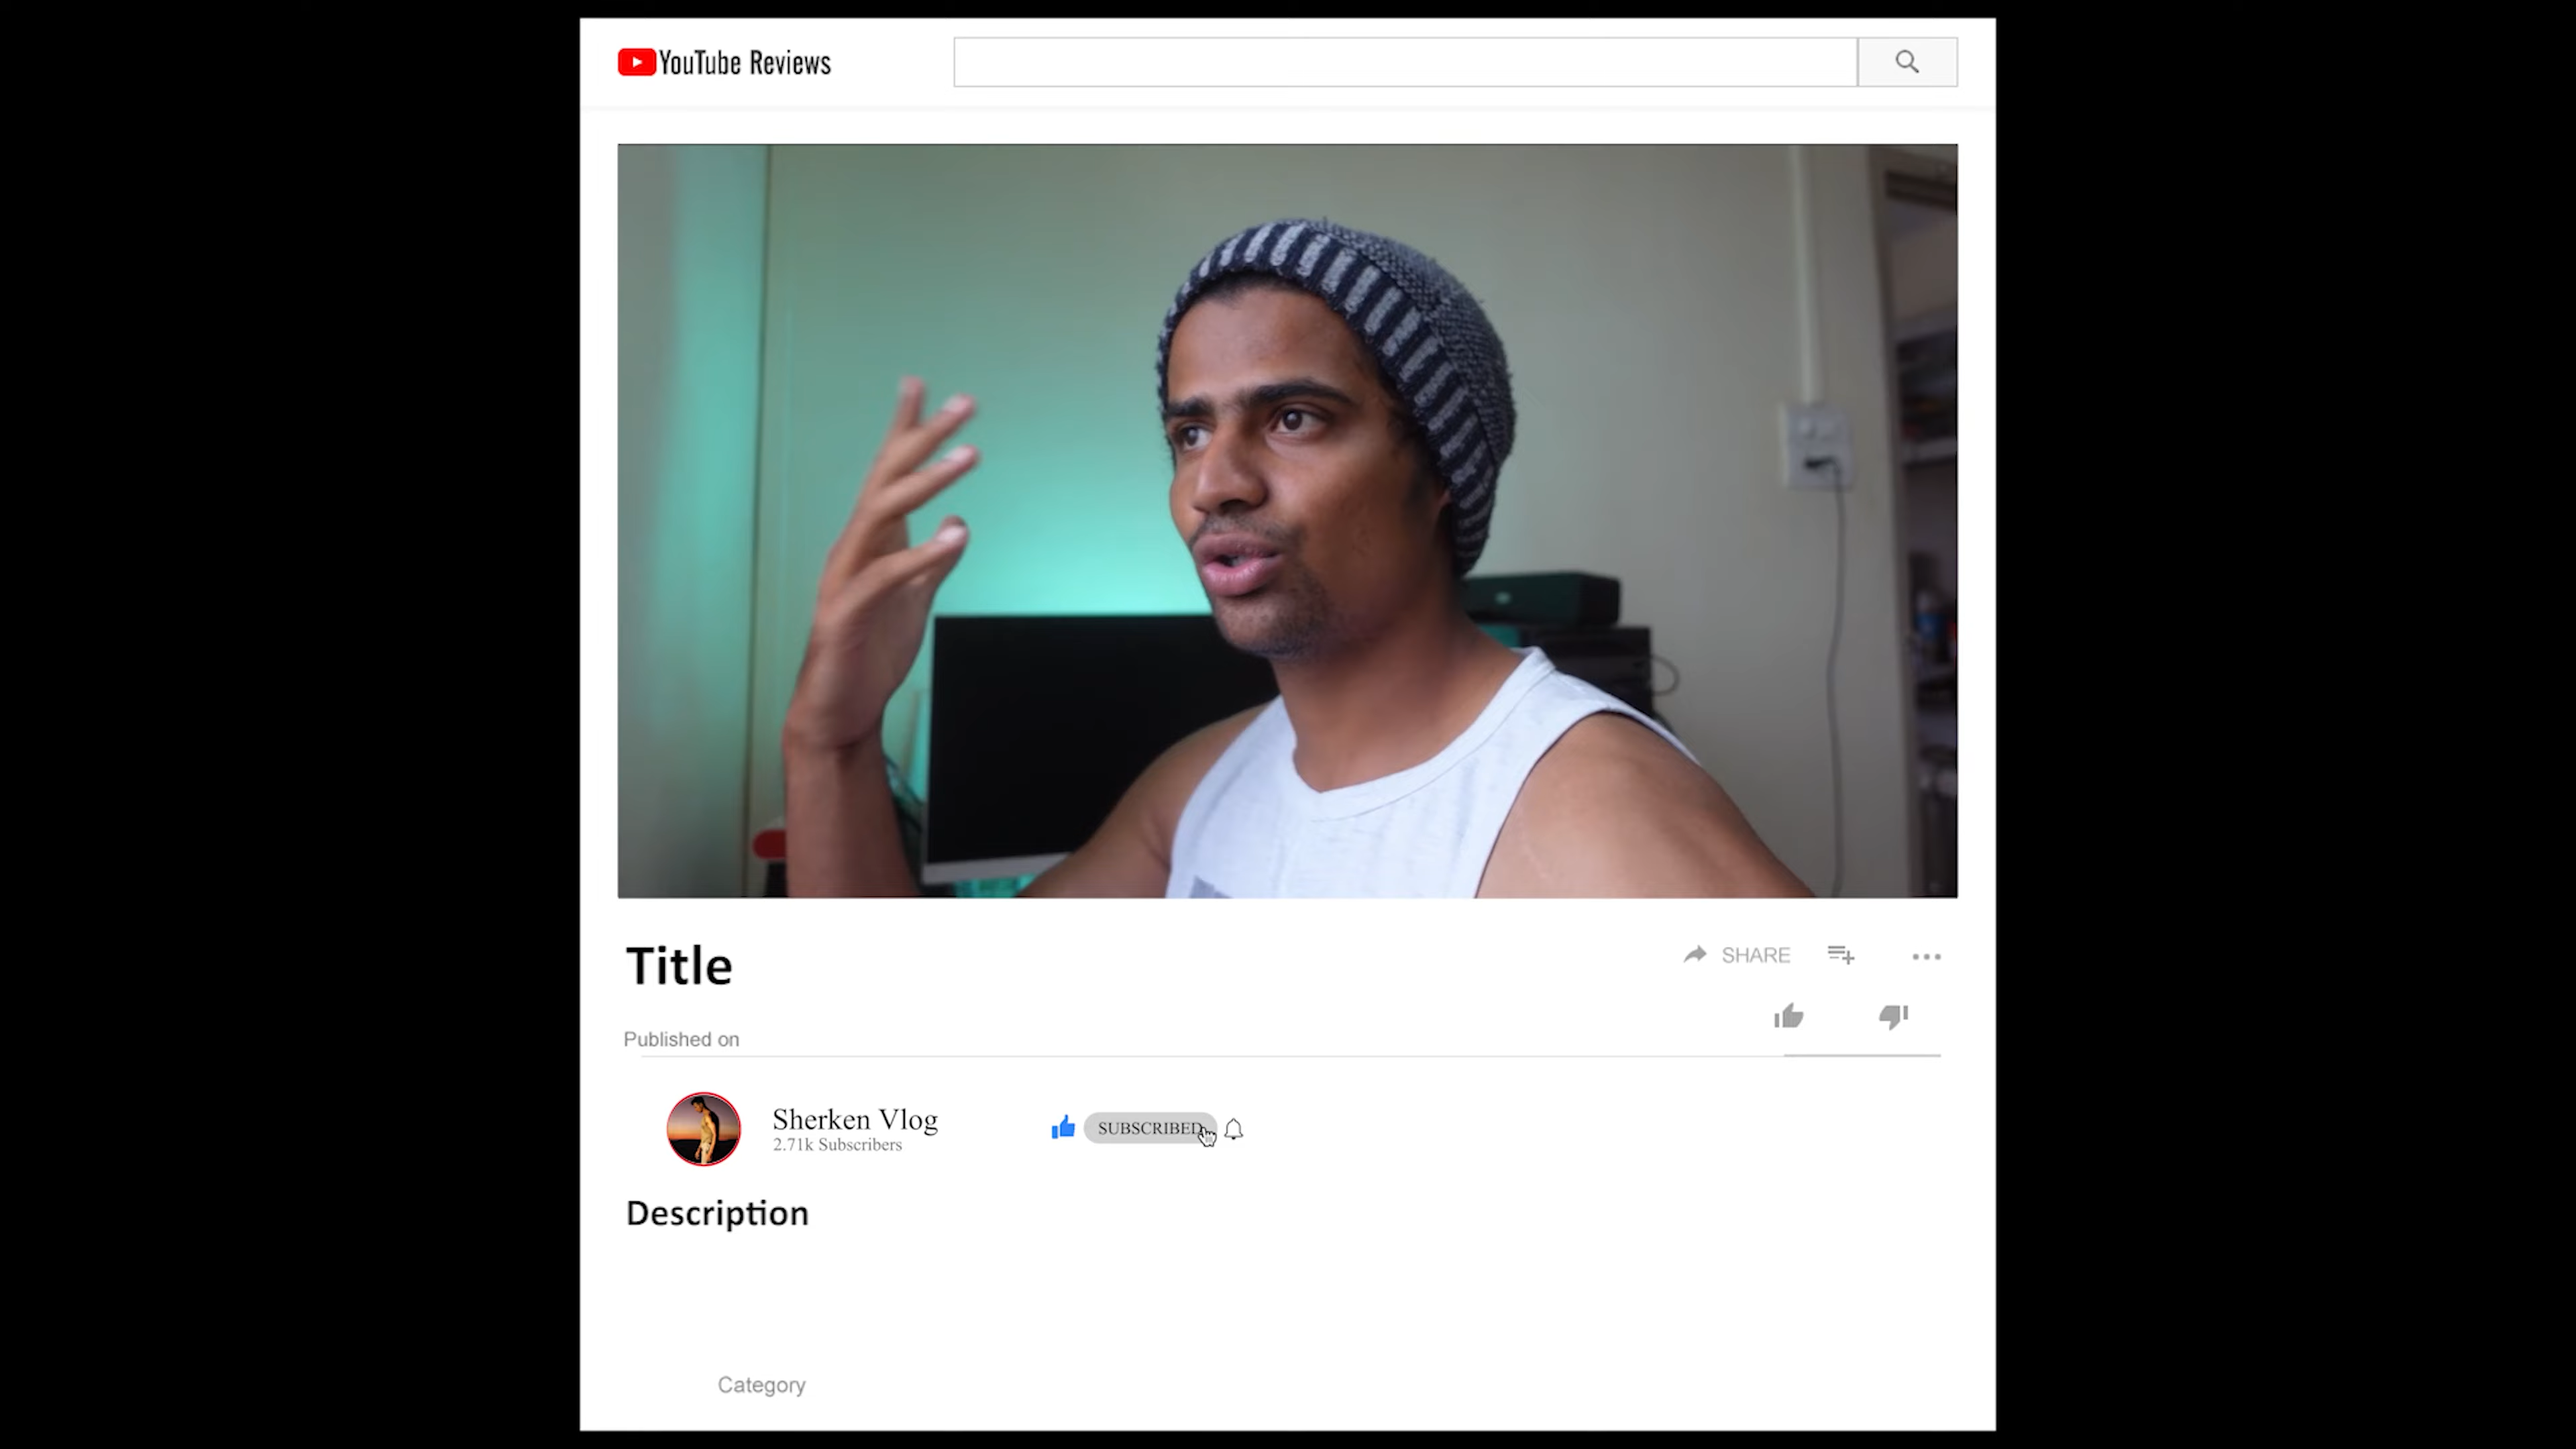 YouTube Reviews
Title
SHARE
Published on
Sherken Vlog
2.71k Subscribers
SUBSCRIBED
Description
Category